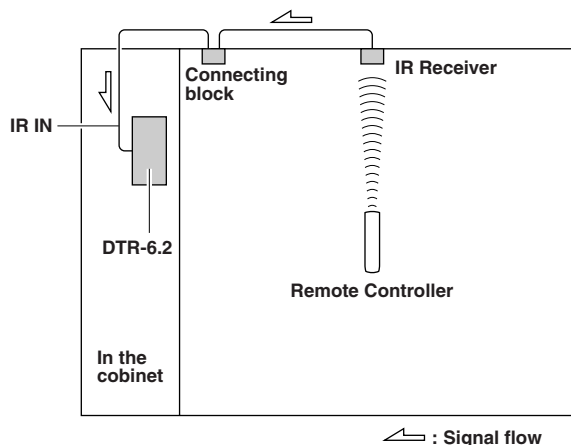 Connecting
block
IR Receiver
IR IN
DTR-6.2
Remote Controller
In the
cobinet
: Signal flow